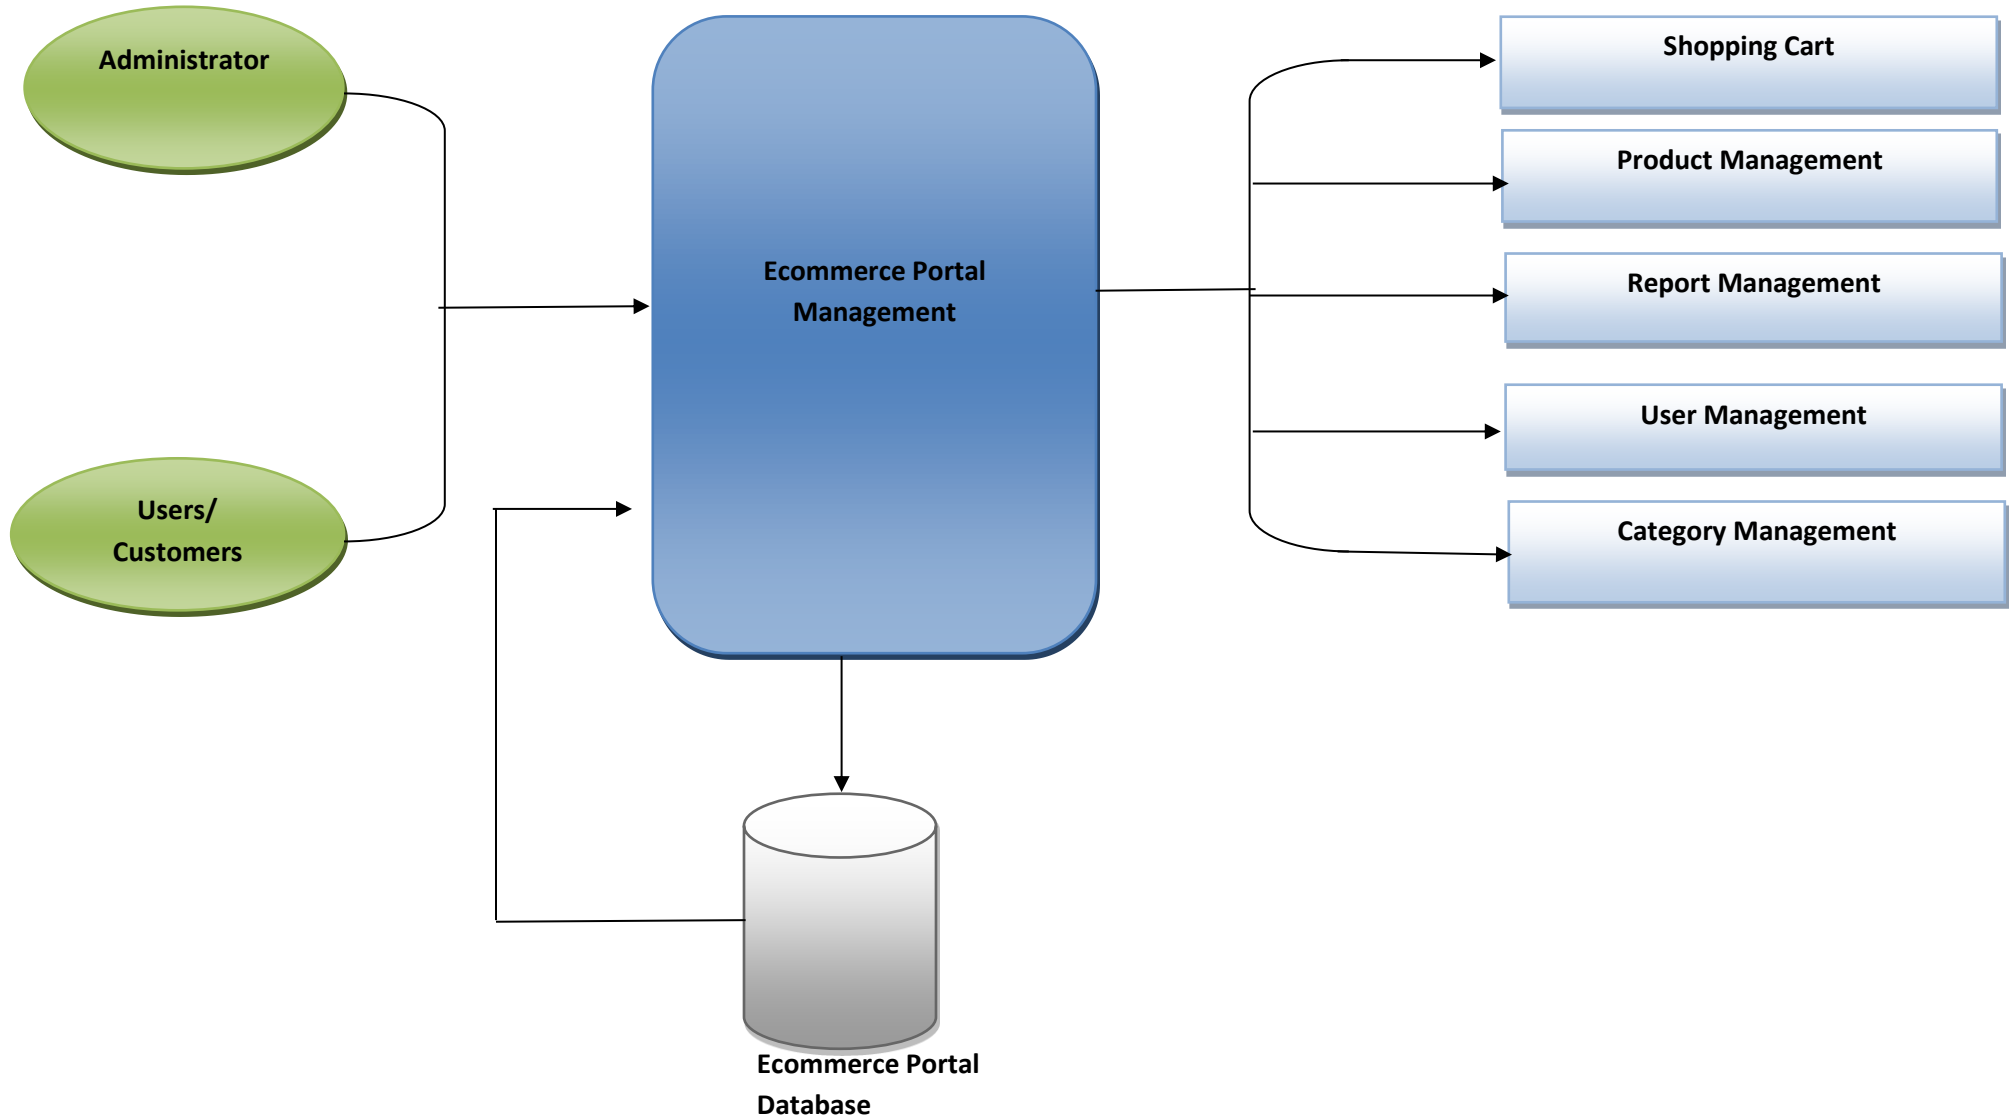 Administrator
Users/
Customers
Ecommerce Portal
Management
Shopping Cart
Product Management
Report Management
User Management
Category Management
Ecommerce Portal
Database